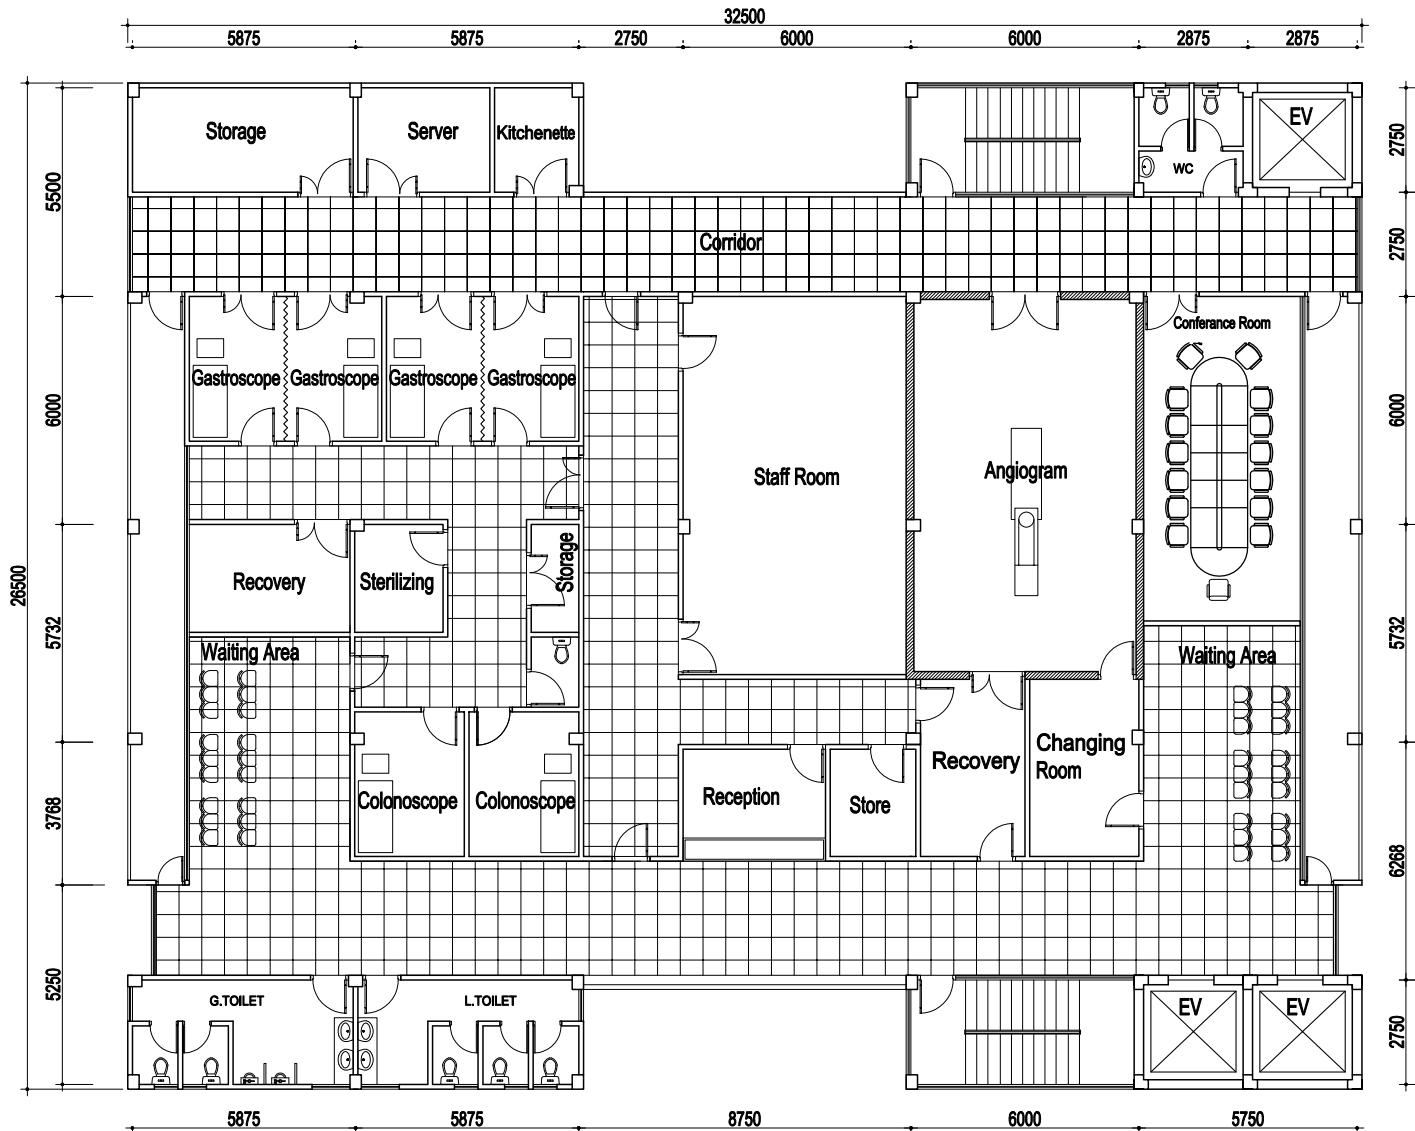 32500
5875
5875
2750
6000
6000
2875
2875
Storage
Server
Kitchenette
EV
WC
2750
5500
Corridor
2750
Conferance Room
Gastroscope
Gastroscope
Gastroscope
Gastroscope
6000
6000
Staff Room
Angiogram
26500
Recovery
Sterilizing
Storage
5732
5732
Waiting Area
Waiting Area
Changing
Room
Recovery
3768
Colonoscope
Colonoscope
Reception
Store
6268
5250
G.TOILET
L.TOILET
EV
EV
2750
5875
5875
8750
6000
5750